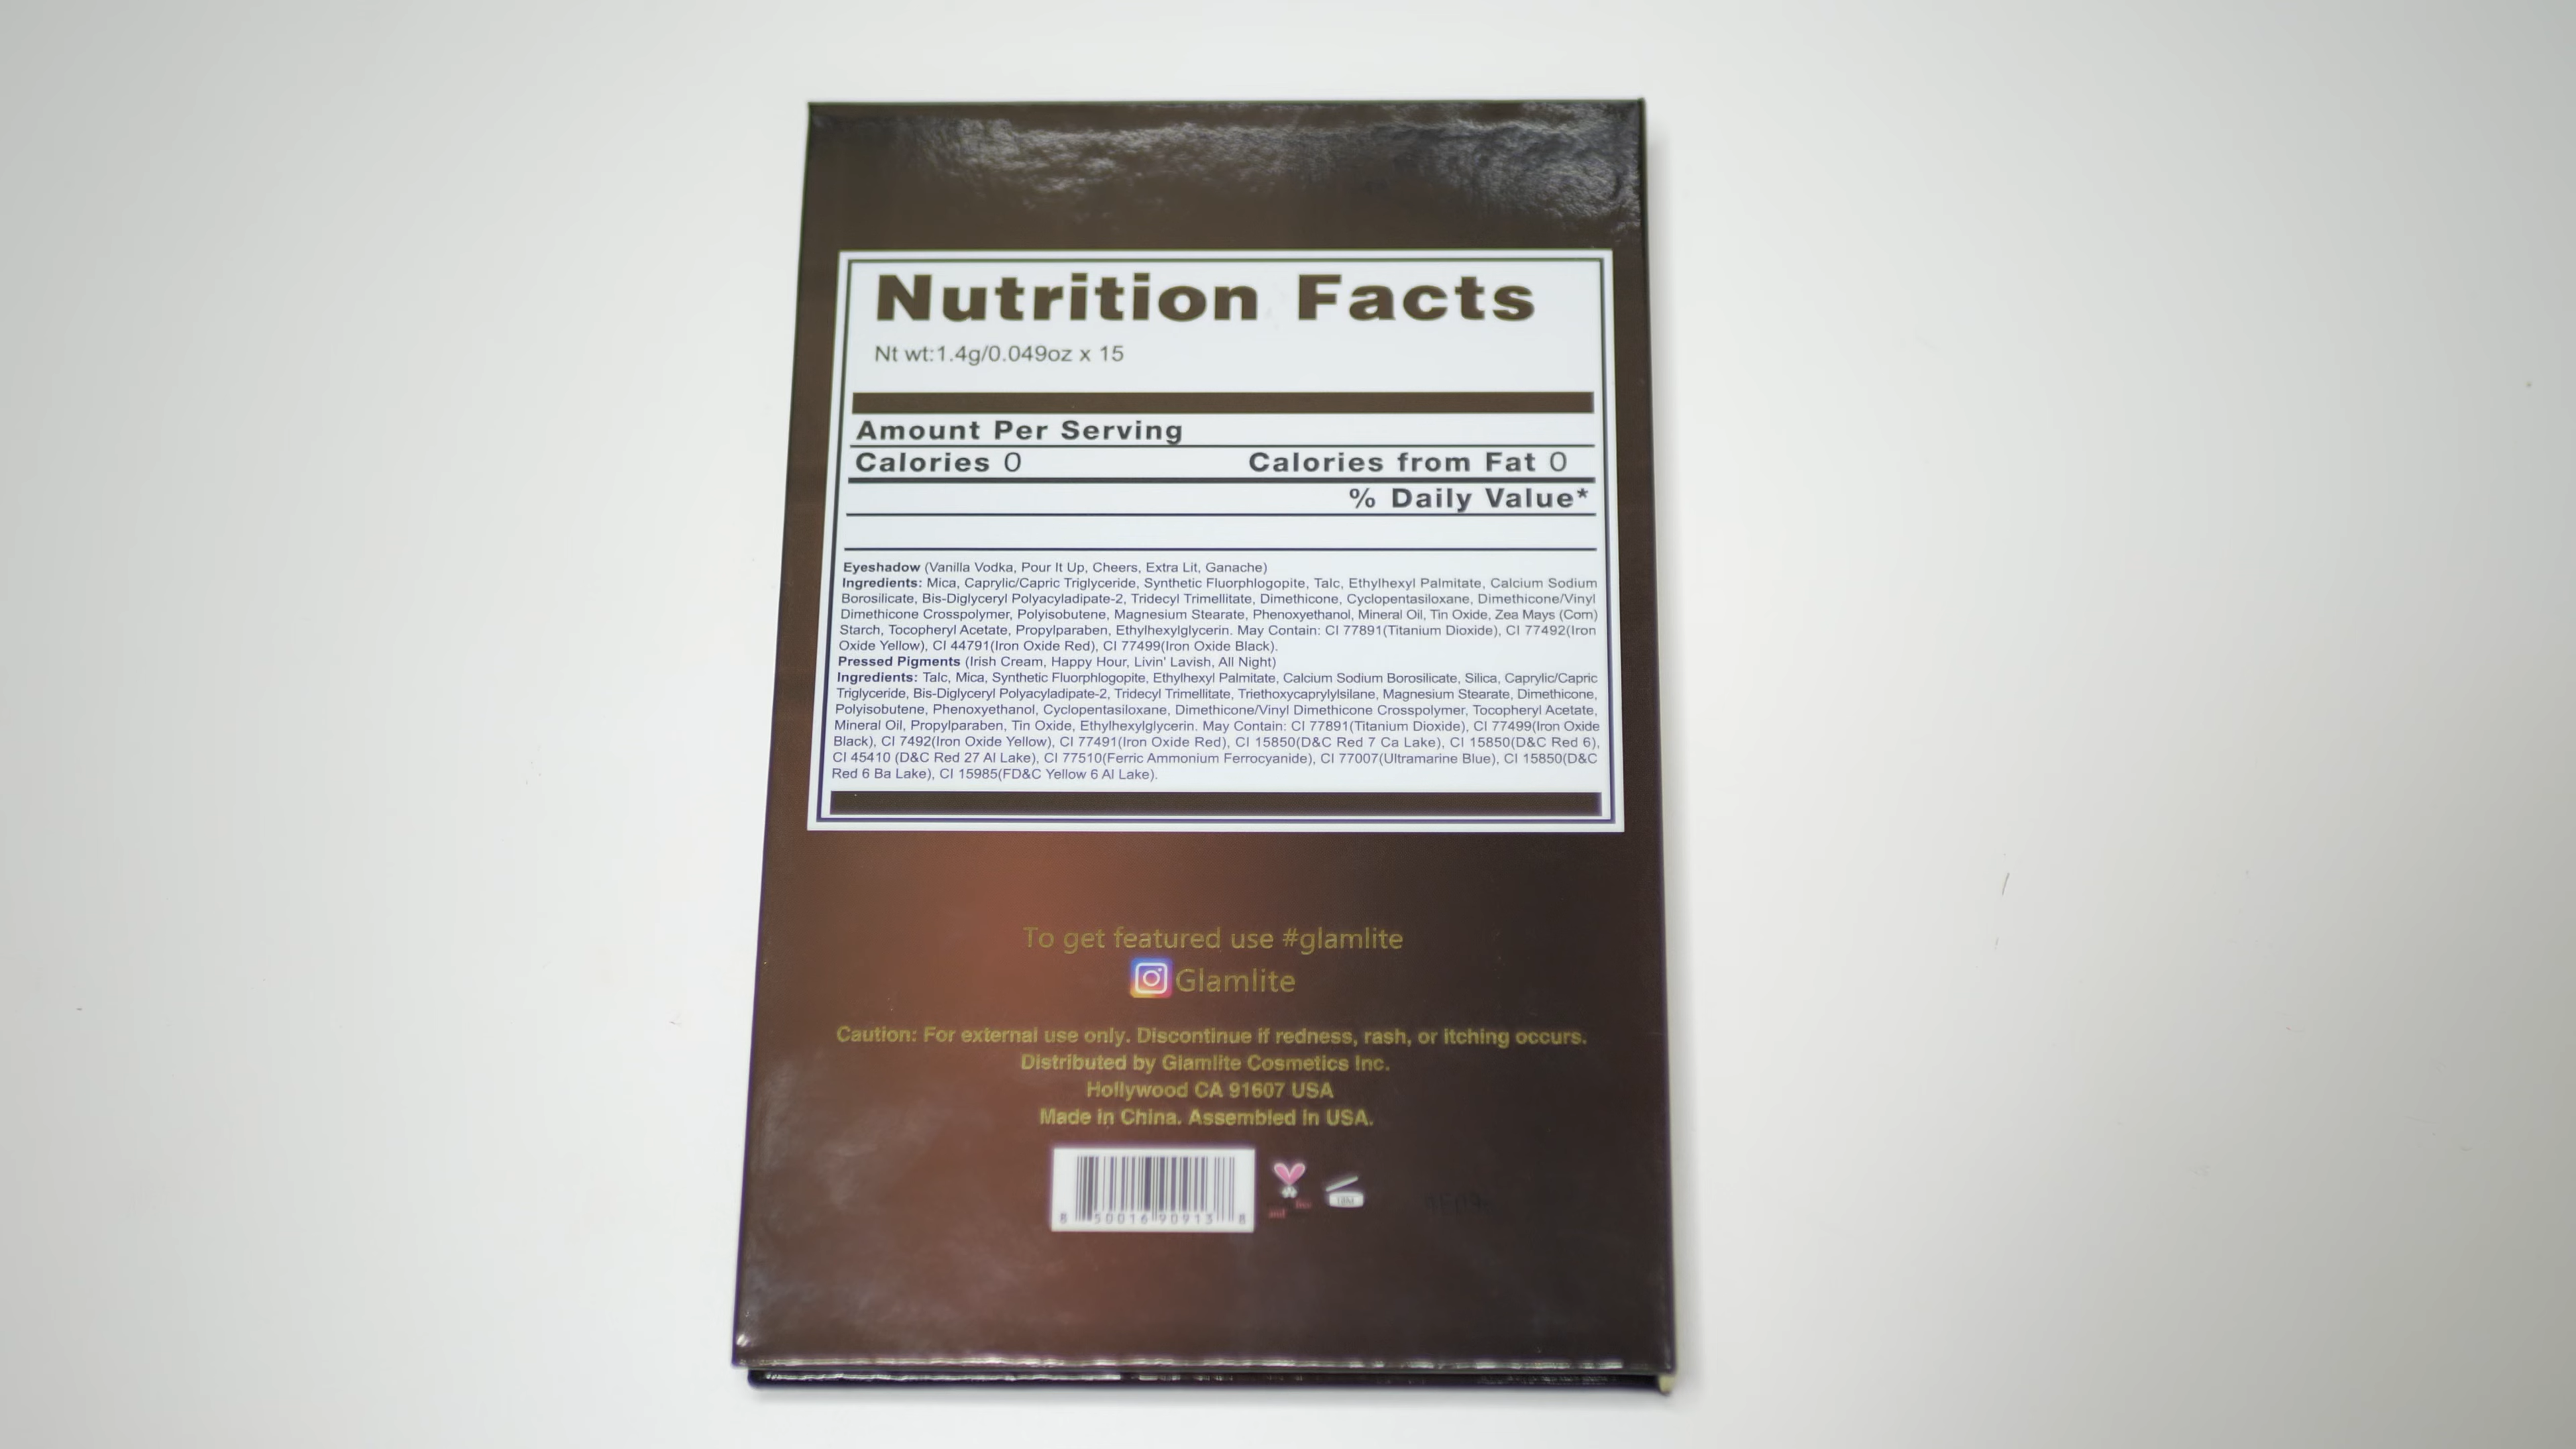 Nutrition Facts
Nt wt:1.4g/0.049oz x 15
Amount Per Serving
Calories 0 Calories from Fat 0
% Daily Value*
Eyeshadow (Vanilla Vodka, Pour It Up, Cheers, Extra Lit, Ganache)
Ingredients: Mica, Caprylic/Capric Triglyceride, Synthetic Fluorphlogopite, Talc, Ethylhexyl Palmitate, Calcium Sodium
Borosilicate, Bis-Diglyceryl Polyacyladipate-2, Tridecyl Trimellitate, Dimethicone, Cyclopentasiloxane, Dimethicone/Vinyl
Dimethicone Crosspolymer, Polyisobutene, Magnesium Stearate, Phenoxyethanol, Mineral Oil, Tin Oxide, Zea Mays (Corn)
Starch, Tocopheryl Acetate, Propylparaben, Ethylhexylglycerin. May Contain: CI 77891(Titanium Dioxide), CI 77492(Iron
Oxide Yellow), CI 44791(Iron Oxide Red), CI 77499(Iron Oxide Black).
Pressed Pigments (Irish Cream, Happy Hour, Livin' Lavish, All Night)
Ingredients: Talc, Mica, Synthetic Fluorphlogopite, Ethylhexyl Palmitate, Calcium Sodium Borosilicate, Silica, Caprylic/Capric
Triglyceride, Bis-Diglyceryl Polyacyladipate-2, Tridecyl Trimellitate, Triethoxycaprylylsilane, Magnesium Stearate, Dimethicone,
Polyisobutene, Phenoxyethanol, Cyclopentasiloxane, Dimethicone/Vinyl Dimethicone Crosspolymer, Tocopheryl Acetate,
Mineral Oil, Propylparaben, Tin Oxide, Ethylhexylglycerin. May Contain: CI 77891(Titanium Dioxide), CI 77499(Iron Oxide
Black), CI 7492(Iron Oxide Yellow), CI 77491(Iron Oxide Red), CI 15850(D&C Red 7 Ca Lake), CI 15850(D&C Red 6),
CI 45410 (D&C Red 27 Al Lake), CI 77510(Ferric Ammonium Ferrocyanide), CI 77007(Ultramarine Blue), CI 15850(D&C
Red 6 Ba Lake), CI 15985(FD&C Yellow 6 Al Lake).
To get featured use #glamlite
Glamlite
Caution: For external use only. Discontinue if redness, rash, or itching occurs.
Distributed by Glamlite Cosmetics Inc.
Hollywood CA 91607 USA
Made in China. Assembled in USA.
8 50016 90913 8